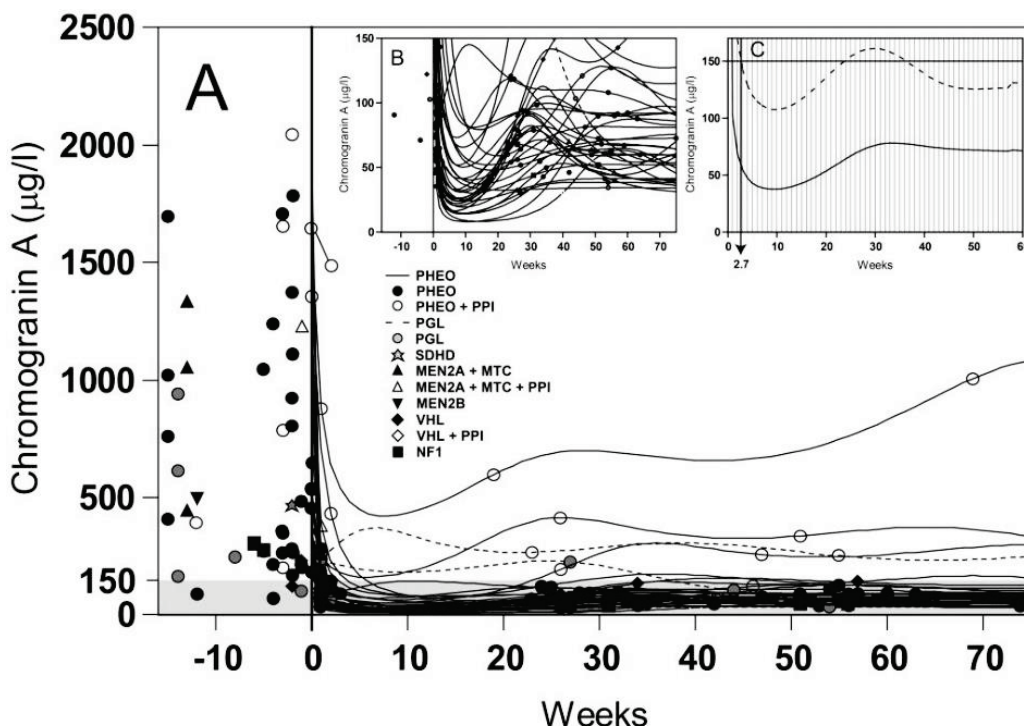 A
2500
2000
1500
1000
500
150
0
-10
0
10
20
30
40
50
60
70
Chromogranin A (µg/l)
Weeks
B
150
100
50
0
-10
0
10
20
30
40
50
60
70
Chromogranin A (µg/l)
Weeks
C
150
100
50
0
0
10
20
30
40
50
60
2.7
Chromogranin A (µg/l)
Weeks
PHEO
PHEO
PHEO + PPI
PGL
PGL
SDHD
MEN2A + MTC
MEN2A + MTC + PPI
MEN2B
VHL
VHL + PPI
NF1